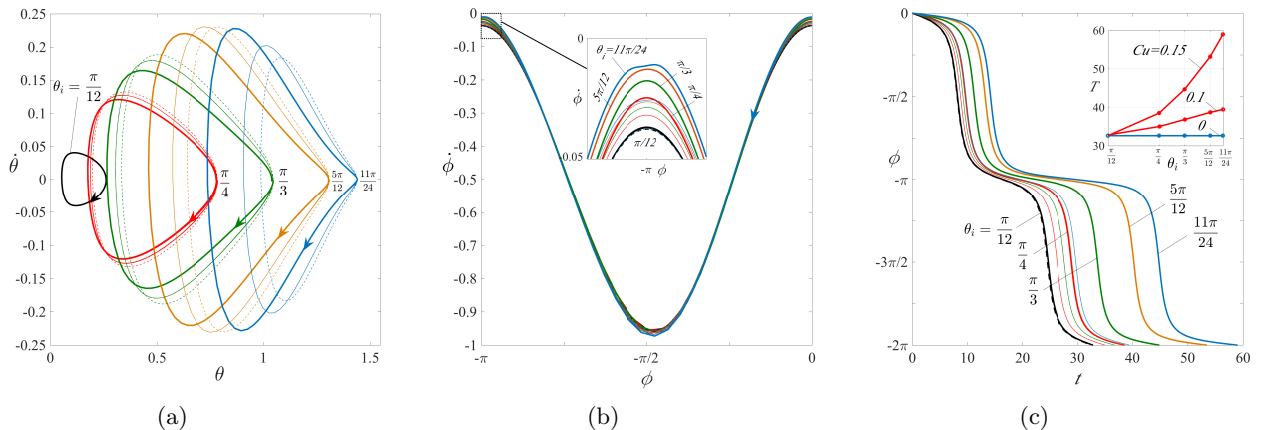 0.25
0.2
0.15
0.1
0.05
0
-0.05
-0.1
-0.15
-0.2
-0.25
θ̇
θ_i = π/12
π/4
π/3
5π/12
11π/24
0
0.5
1
1.5
θ
(a)
0
-0.1
-0.2
-0.3
-0.4
-0.5
-0.6
-0.7
-0.8
-0.9
-1
ϕ̇
0
θ_i=11π/24
5π/12
π/3
π/4
π/12
ϕ̇
0.05
-π ϕ
-π
-π/2
0
ϕ
(b)
0
-π/2
-π
-3π/2
-2π
ϕ
60
50
40
30
T
Cu=0.15
0.1
0
π/12
π/4
π/3
5π/12
11π/24
θ_i
θ_i = π/12
π/4
π/3
5π/12
11π/24
0
10
20
30
40
50
60
t
(c)